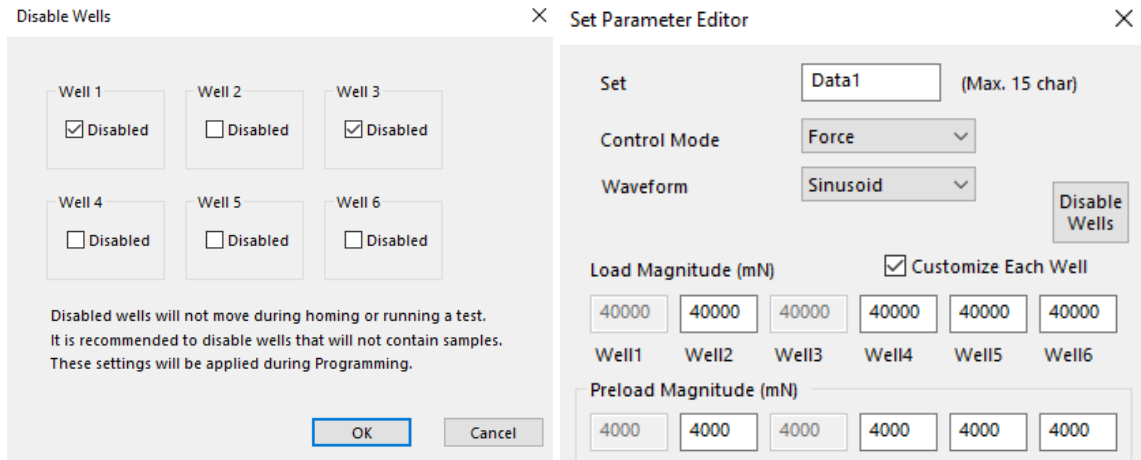 Disable Wells
Well 1 Well 2 Well 3
Disabled Disabled Disabled
Well 4 Well 5 Well 6
Disabled Disabled Disabled
Disabled wells will not move during homing or running a test.
It is recommended to disable wells that will not contain samples.
These settings will be applied during Programming.
OK Cancel
Set Parameter Editor
Set Data1 (Max. 15 char)
Control Mode Force
Waveform Sinusoid
Disable
Wells
Load Magnitude (mN) Customize Each Well
40000 40000 40000 40000 40000 40000
Well1 Well2 Well3 Well4 Well5 Well6
Preload Magnitude (mN)
4000 4000 4000 4000 4000 4000